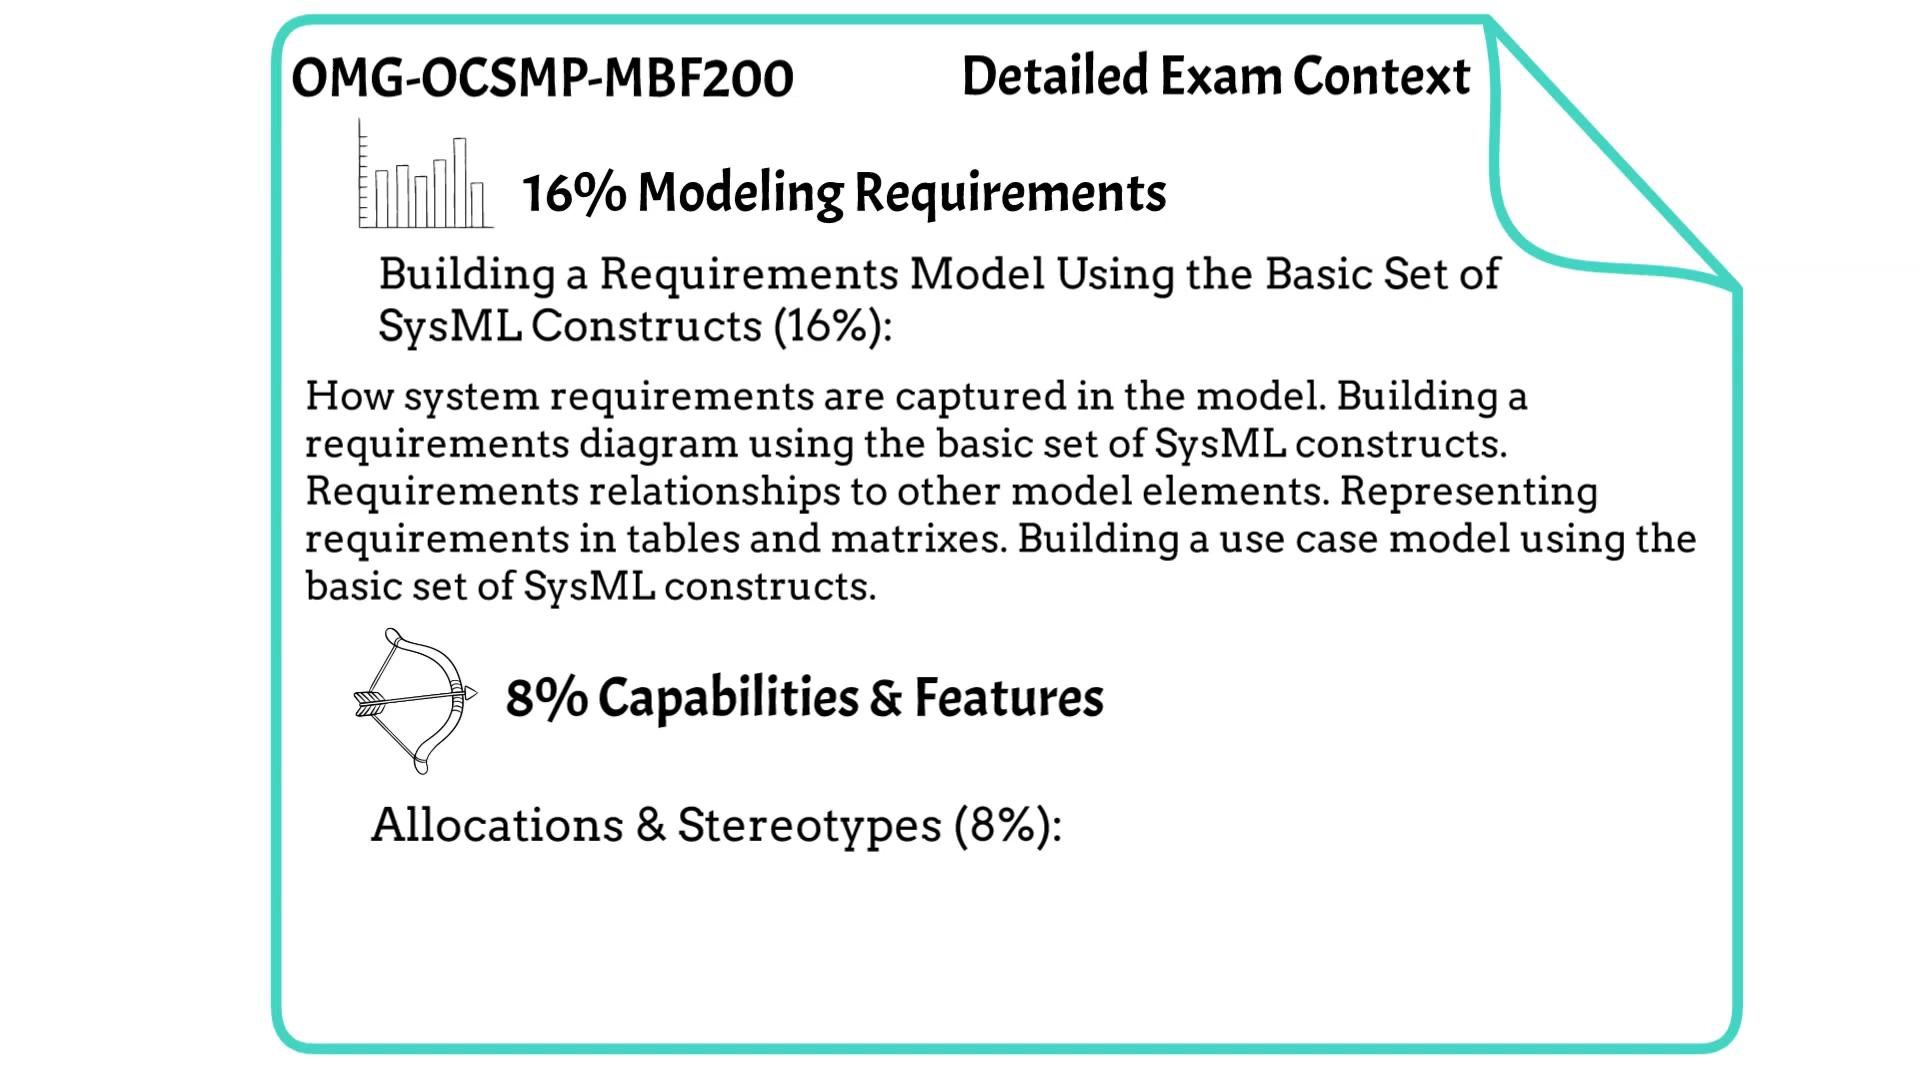 OMG-OCSMP-MBF200
Detailed Exam Context
16% Modeling Requirements
Building a Requirements Model Using the Basic Set of
SysML Constructs (16%):
How system requirements are captured in the model. Building a
requirements diagram using the basic set of SysML constructs.
Requirements relationships to other model elements. Representing
requirements in tables and matrixes. Building a use case model using the
basic set of SysML constructs.
8% Capabilities & Features
Allocations & Stereotypes (8%):